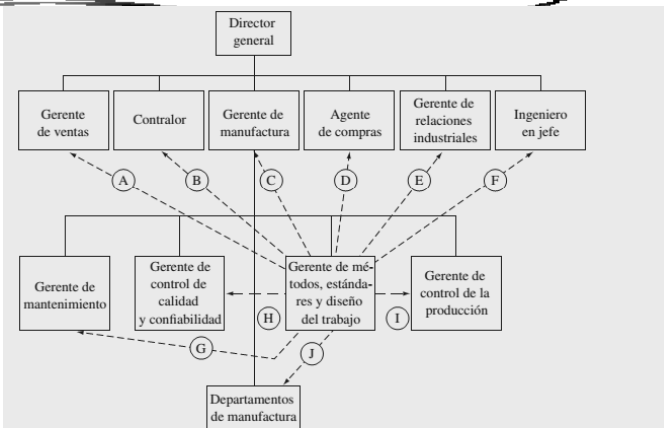 Director
general
Gerente
de ventas
Contralor
Gerente de
manufactura
Agente
de compras
Gerente de
relaciones
industriales
Ingeniero
en jefe
A
B
C
D
E
F
Gerente de
mantenimiento
Gerente de
control de
calidad
y confiabilidad
Gerente de mé-
todos, estánda-
res y diseño
del trabajo
Gerente de
control de la
producción
H
I
G
J
Departamentos
de manufactura